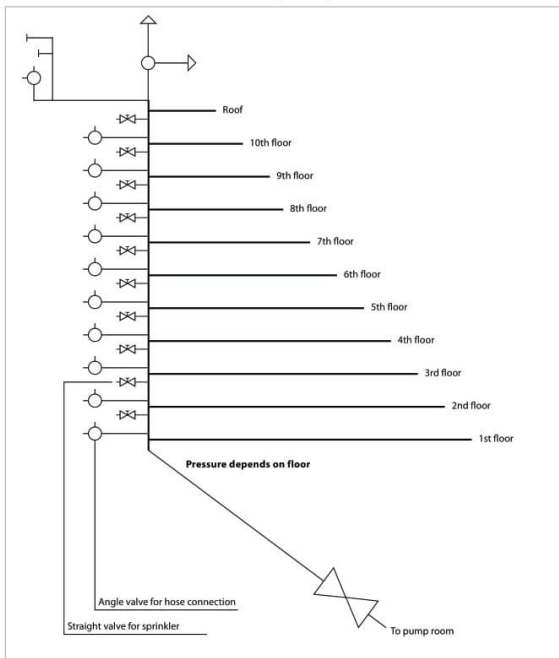 Roof
10th floor
9th floor
8th floor
7th floor
6th floor
5th floor
4th floor
3rd floor
2nd floor
1st floor
Pressure depends on floor
Angle valve for hose connection
Straight valve for sprinkler
To pump room